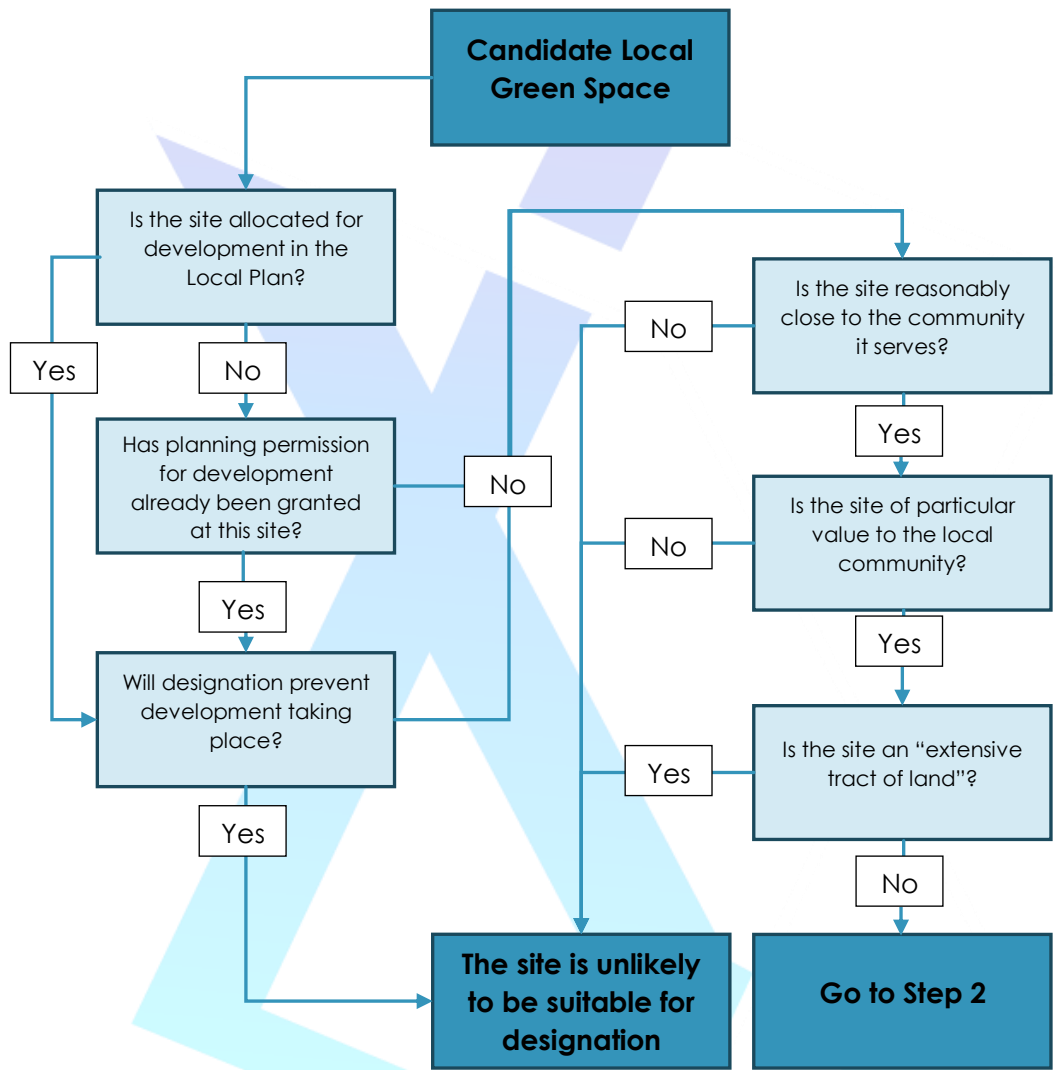 Candidate Local
Green Space
Is the site allocated for
development in the
Local Plan?
Yes
No
Has planning permission
for development
already been granted
at this site?
No
Yes
Will designation prevent
development taking
place?
Yes
Is the site reasonably
close to the community
it serves?
No
Yes
Is the site of particular
value to the local
community?
No
Yes
Is the site an “extensive
tract of land”?
Yes
No
The site is unlikely
to be suitable for
designation
Go to Step 2